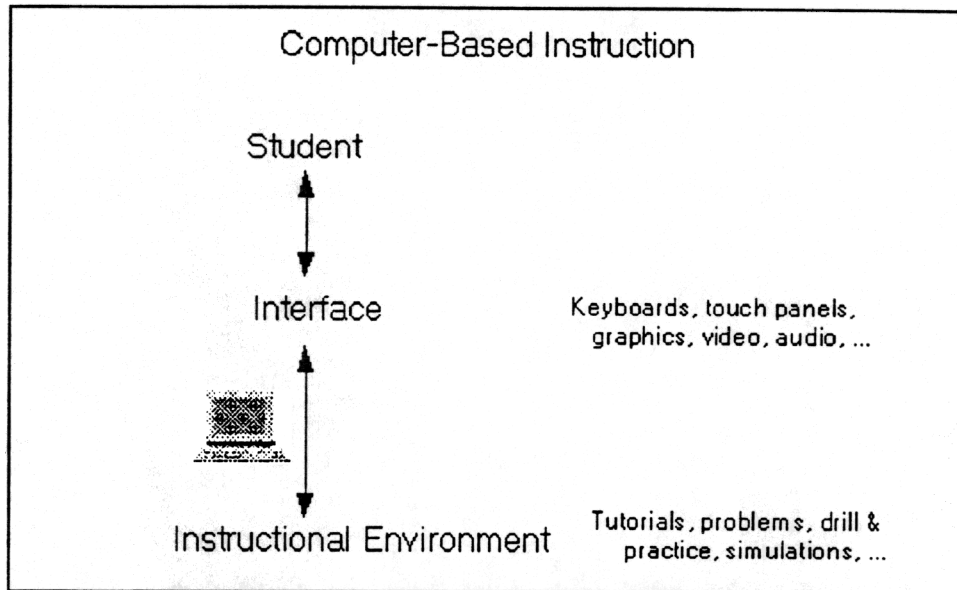 Computer-Based Instruction
Student
Interface
Keyboards, touch panels,
graphics, video, audio, ...
Instructional Environment
Tutorials, problems, drill &
practice, simulations, ...